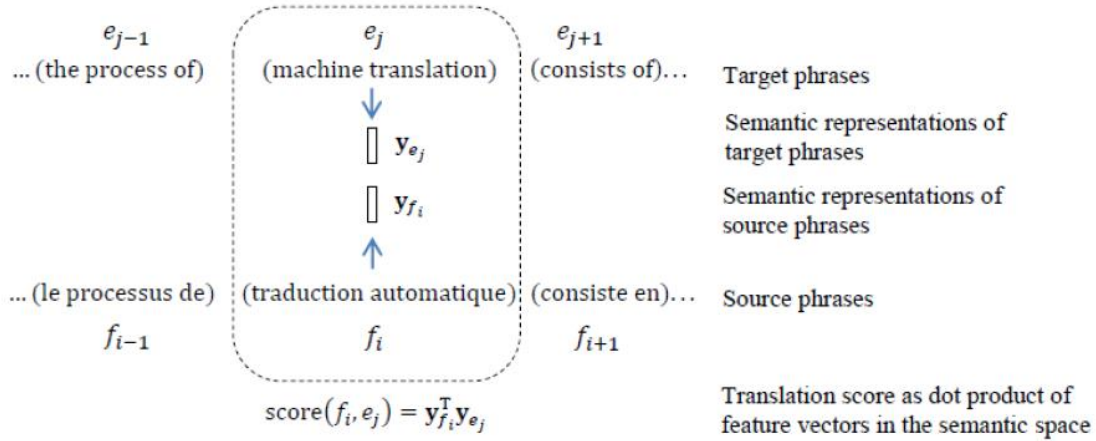 e_{j−1} e_j e_{j+1}
... (the process of) (machine translation) (consists of)... Target phrases
Semantic representations of
target phrases
y_{e_j}
Semantic representations of
source phrases
y_{f_i}
... (le processus de) (traduction automatique) (consiste en)... Source phrases
f_{i−1} f_i f_{i+1}
score(f_i, e_j) = y_{f_i}^T y_{e_j}
Translation score as dot product of
feature vectors in the semantic space